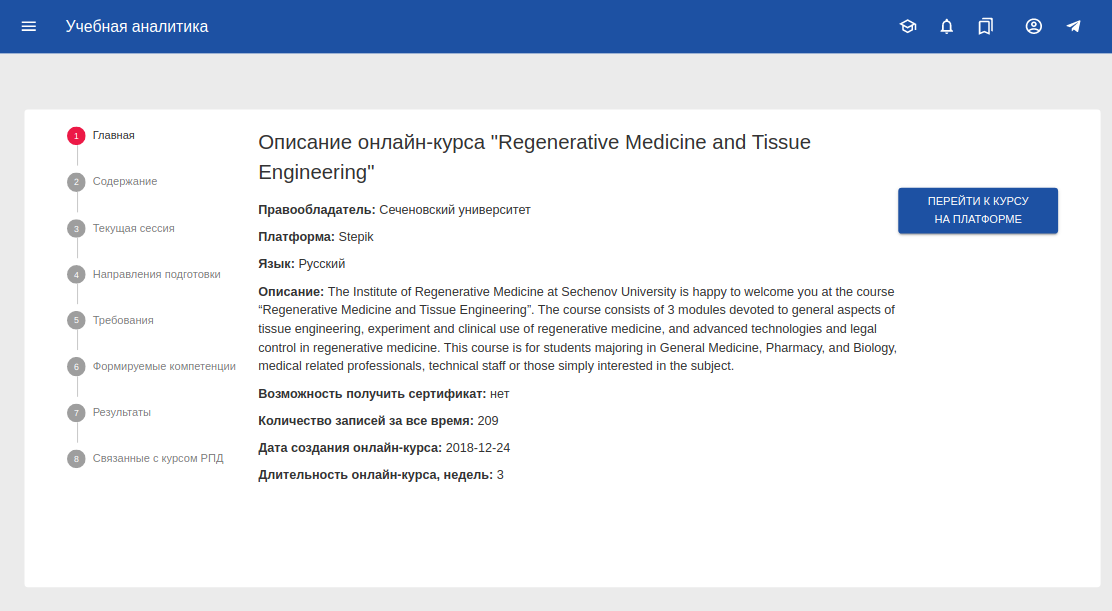 Учебная аналитика
1 Главная
2 Содержание
3 Текущая сессия
4 Направления подготовки
5 Требования
6 Формируемые компетенции
7 Результаты
8 Связанные с курсом РПД
Описание онлайн-курса "Regenerative Medicine and Tissue
Engineering"
Правообладатель: Сеченовский университет
Платформа: Stepik
Язык: Русский
Описание: The Institute of Regenerative Medicine at Sechenov University is happy to welcome you at the course
“Regenerative Medicine and Tissue Engineering”. The course consists of 3 modules devoted to general aspects of
tissue engineering, experiment and clinical use of regenerative medicine, and advanced technologies and legal
control in regenerative medicine. This course is for students majoring in General Medicine, Pharmacy, and Biology,
medical related professionals, technical staff or those simply interested in the subject.
Возможность получить сертификат: нет
Количество записей за все время: 209
Дата создания онлайн-курса: 2018-12-24
Длительность онлайн-курса, недель: 3
ПЕРЕЙТИ К КУРСУ
НА ПЛАТФОРМЕ